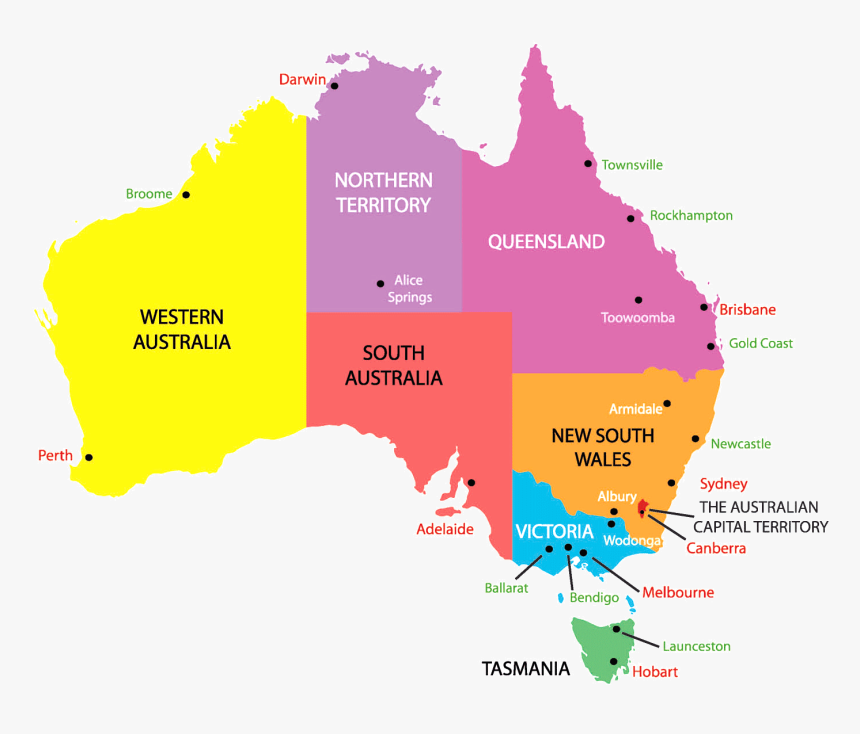 Darwin
Townsville
NORTHERN
TERRITORY
Broome
Rockhampton
QUEENSLAND
Alice
Springs
Brisbane
WESTERN
AUSTRALIA
Toowoomba
Gold Coast
SOUTH
AUSTRALIA
Armidale
NEW SOUTH
WALES
Newcastle
Perth
Sydney
Albury
THE AUSTRALIAN
CAPITAL TERRITORY
Adelaide
VICTORIA
Wodonga
Canberra
Ballarat
Bendigo
Melbourne
Launceston
TASMANIA
Hobart